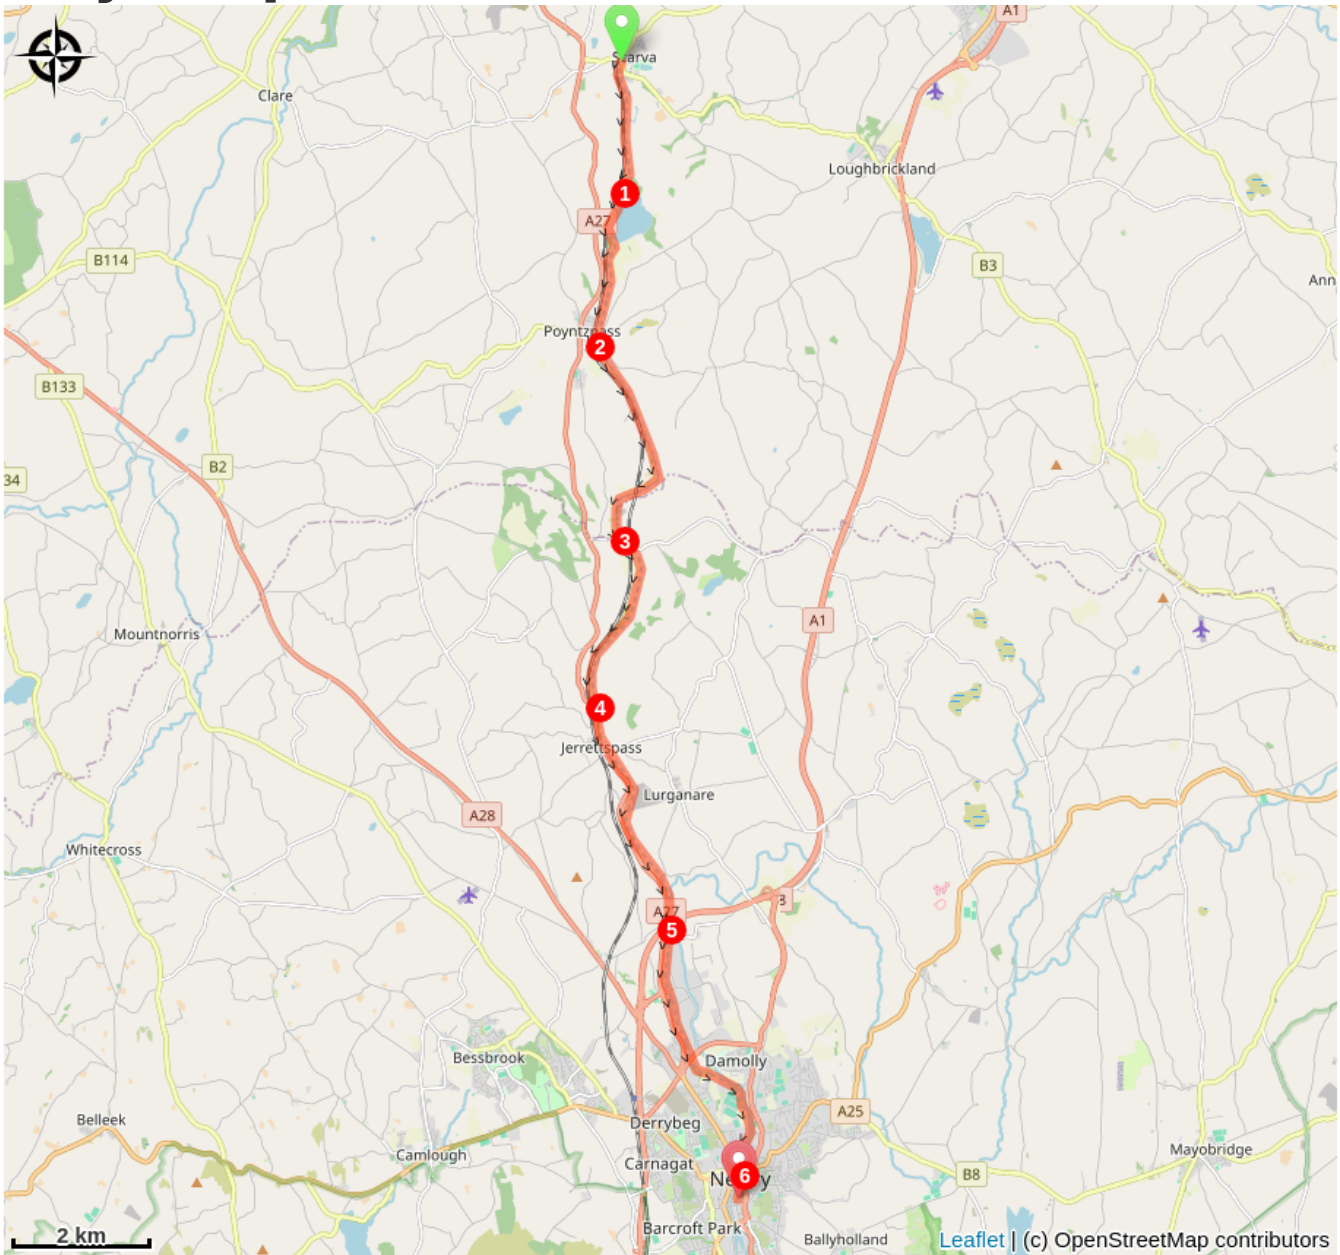 A1
Scarva
Clare
Loughbrickland
1
A27
B114
B3
Ann
Poyntzpass
2
B133
B2
34
3
A1
Mountnorris
4
Jerrettspass
Lurganare
A28
Whitecross
A27
5
Bessbrook
Damolly
Belleek
Derrybeg
A25
Camlough
Carnagat
Mayobridge
6
B8
Barcroft Park
Ballyholland
2 km
Leaflet | (c) OpenStreetMap contributors